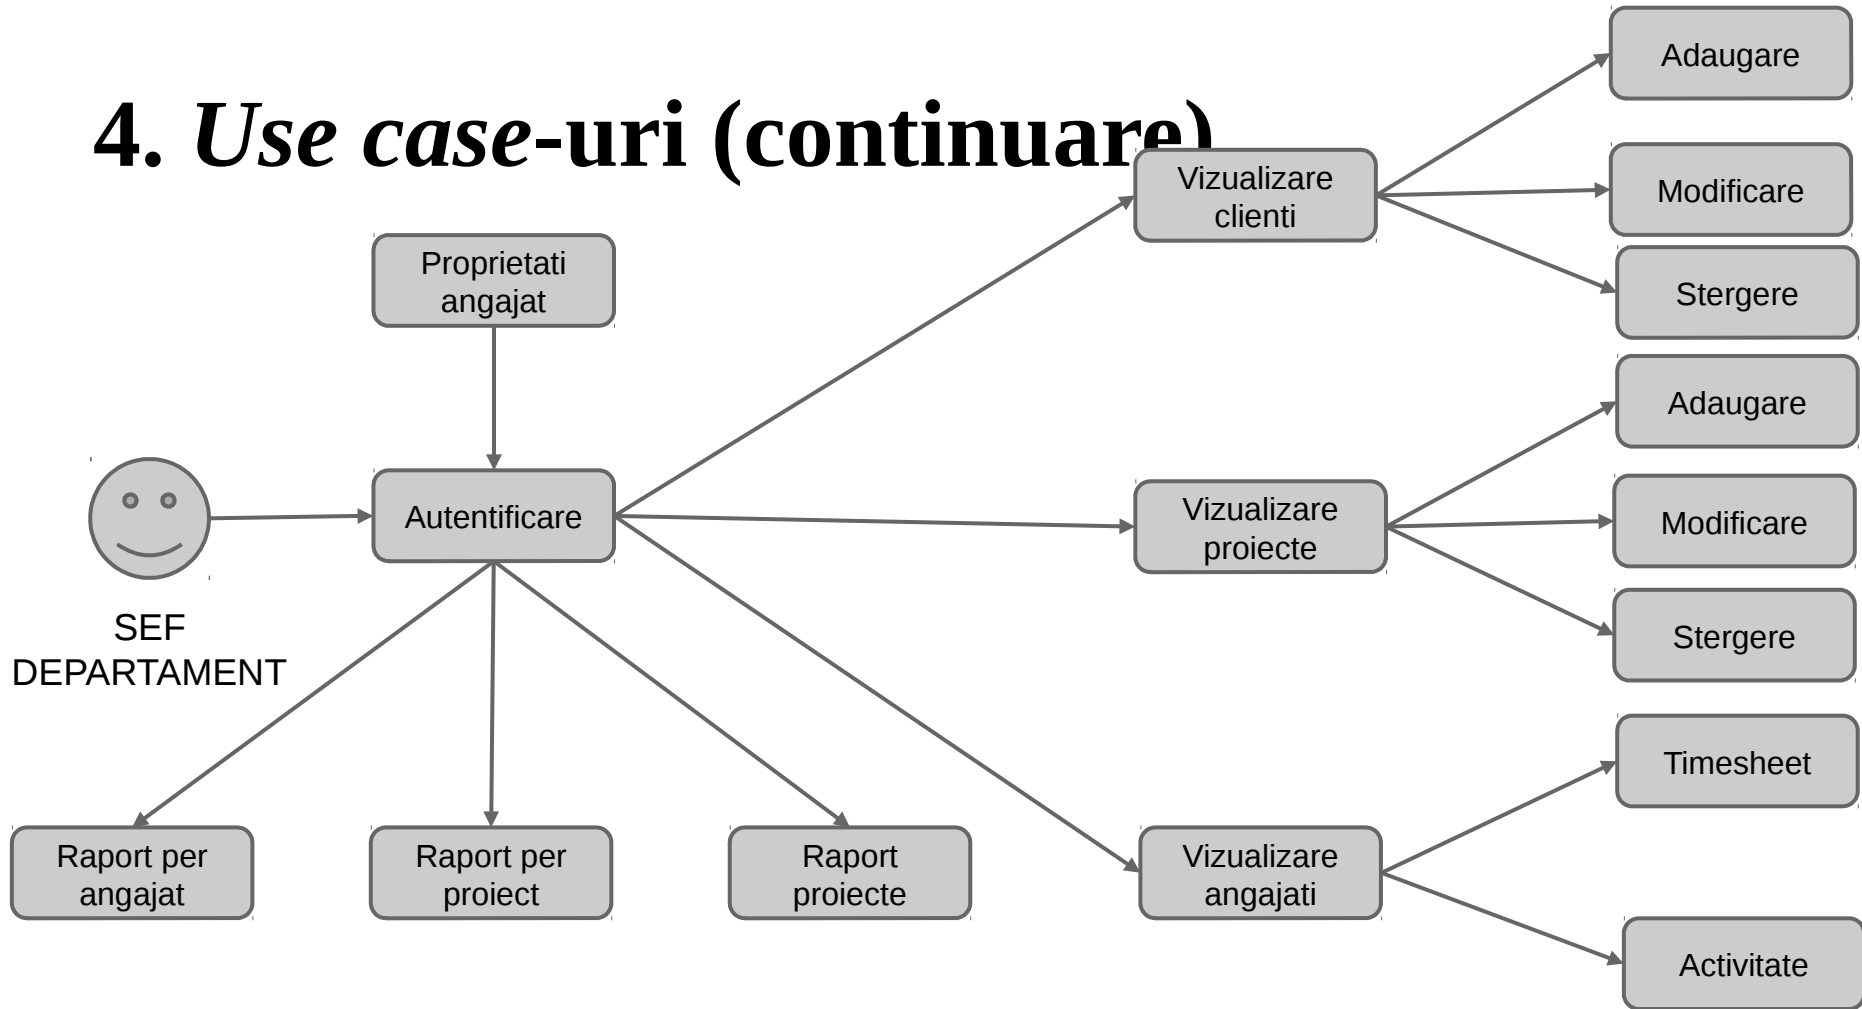 4. Use case-uri (continuare)
Adaugare
Vizualizare
clienti
Modificare
Stergere
Proprietati
angajat
Adaugare
Autentificare
Vizualizare
proiecte
Modificare
Stergere
SEF
DEPARTAMENT
Timesheet
Raport per
angajat
Raport per
proiect
Raport
proiecte
Vizualizare
angajati
Activitate